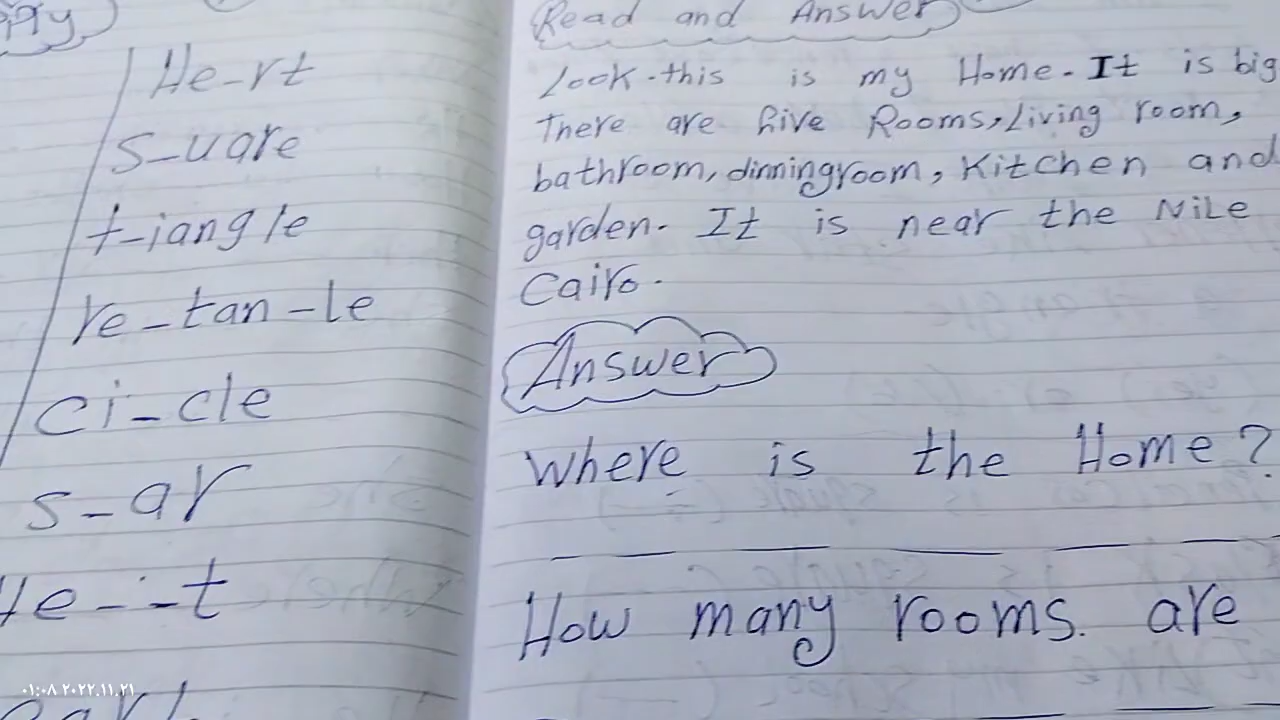 He-rt
s-uare
t-iangle
re-tan-le
ci-cle
s-ar
He--t
Read and Answer
Look.this is my Home. It is big
There are five Rooms, Living room,
bathroom, dinningroom, Kitchen and
garden. It is near the Nile
Cairo.
Answer
Where is the Home?
How many rooms. are
٠١:٠٨ ٢٠٢٢.١١.٢١